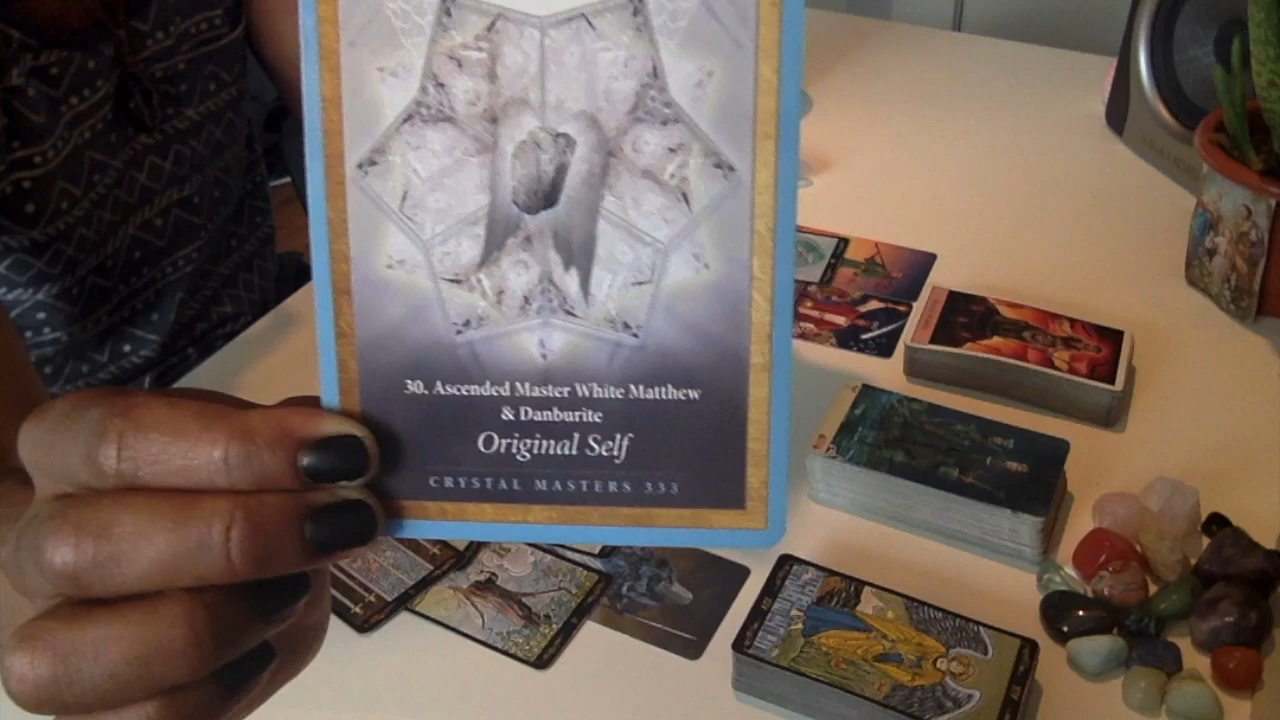 30. Ascended Master White Matthew
& Danburite
Original Self
CRYSTAL MASTERS 333